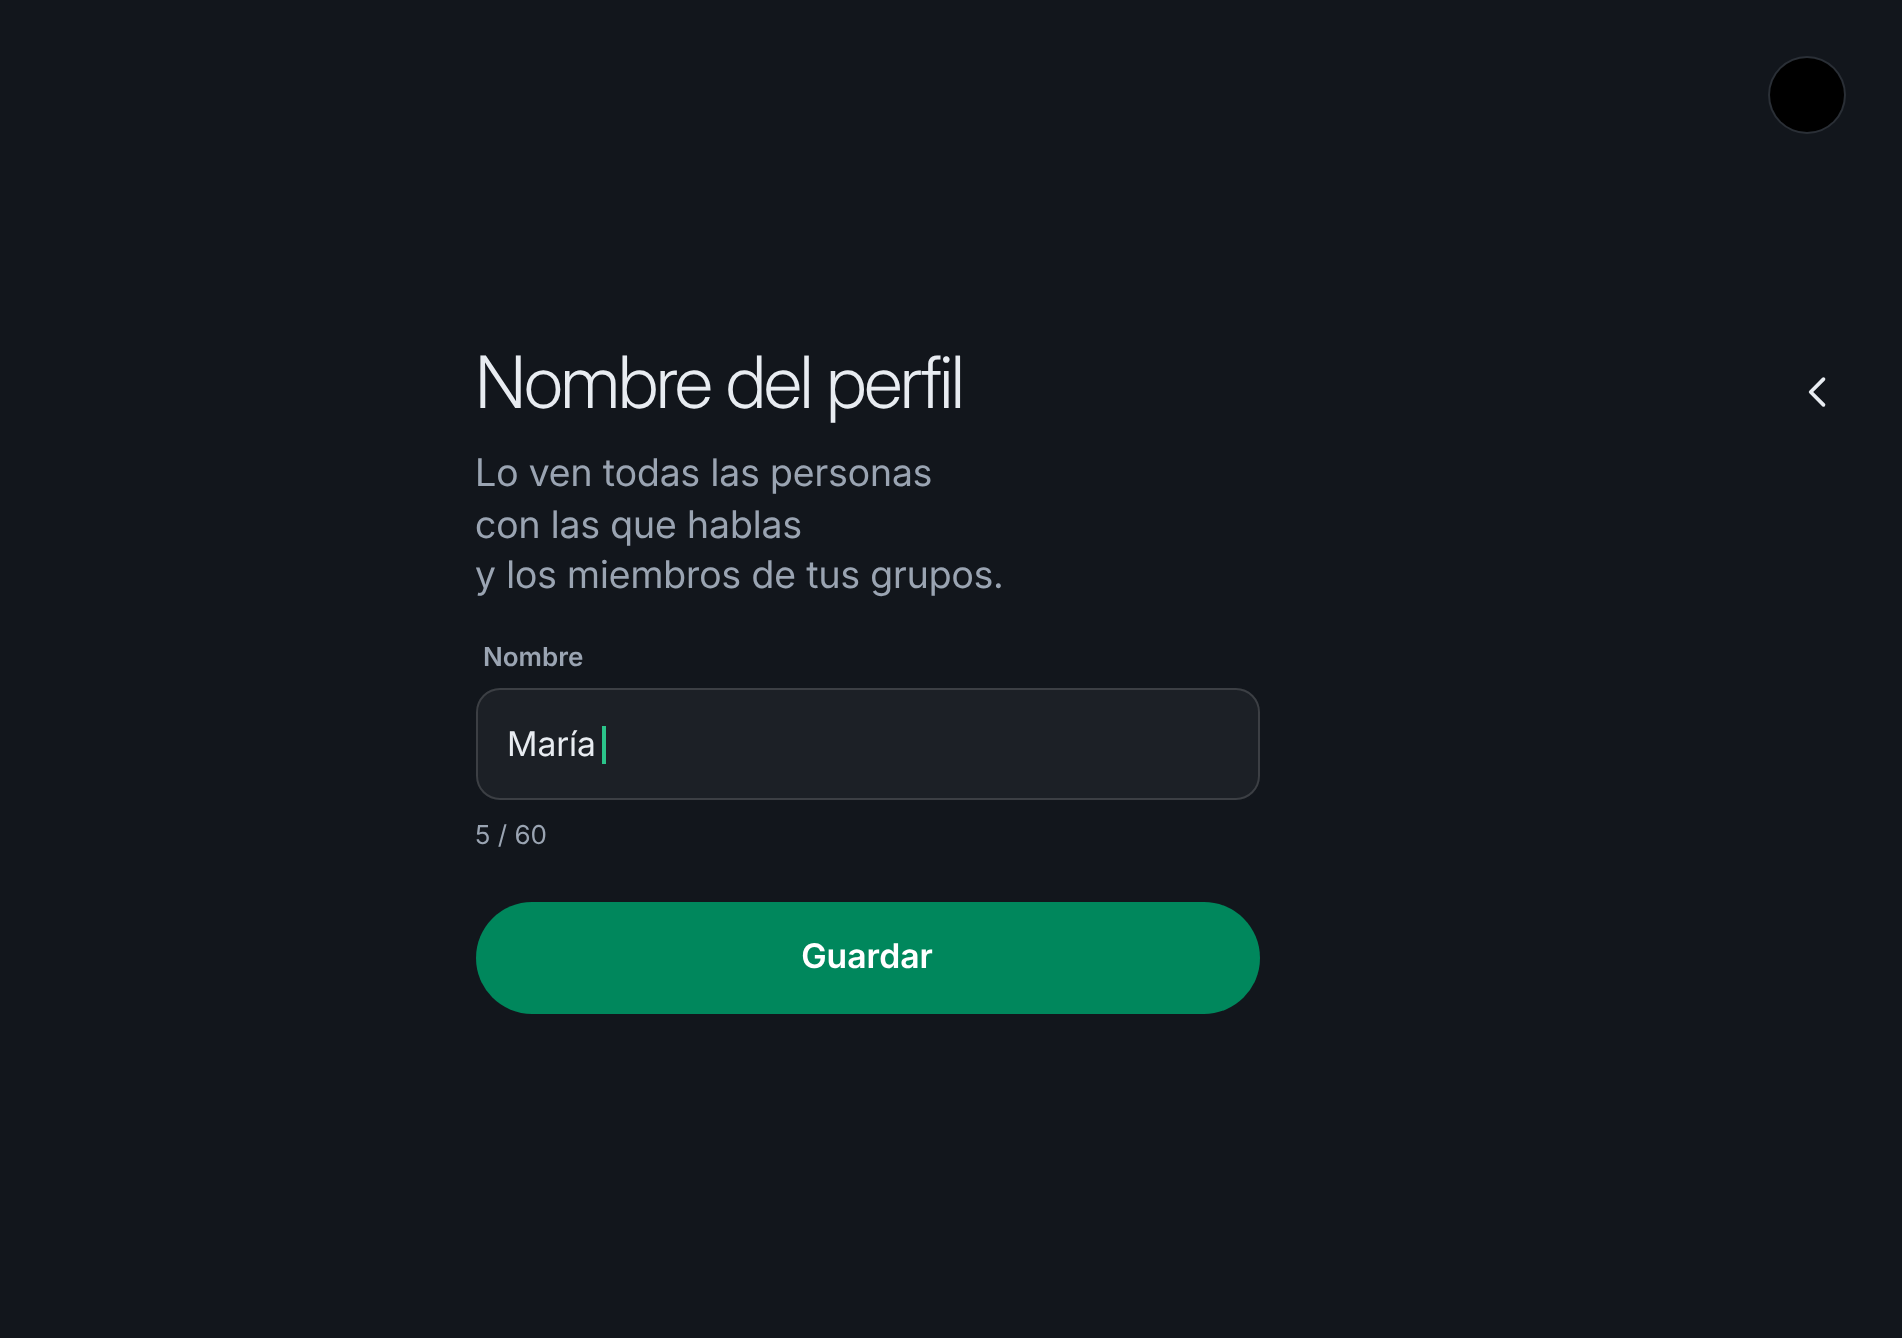 Nombre del perfil
Lo ven todas las personas
con las que hablas
y los miembros de tus grupos.
Nombre
María
5 / 60
Guardar